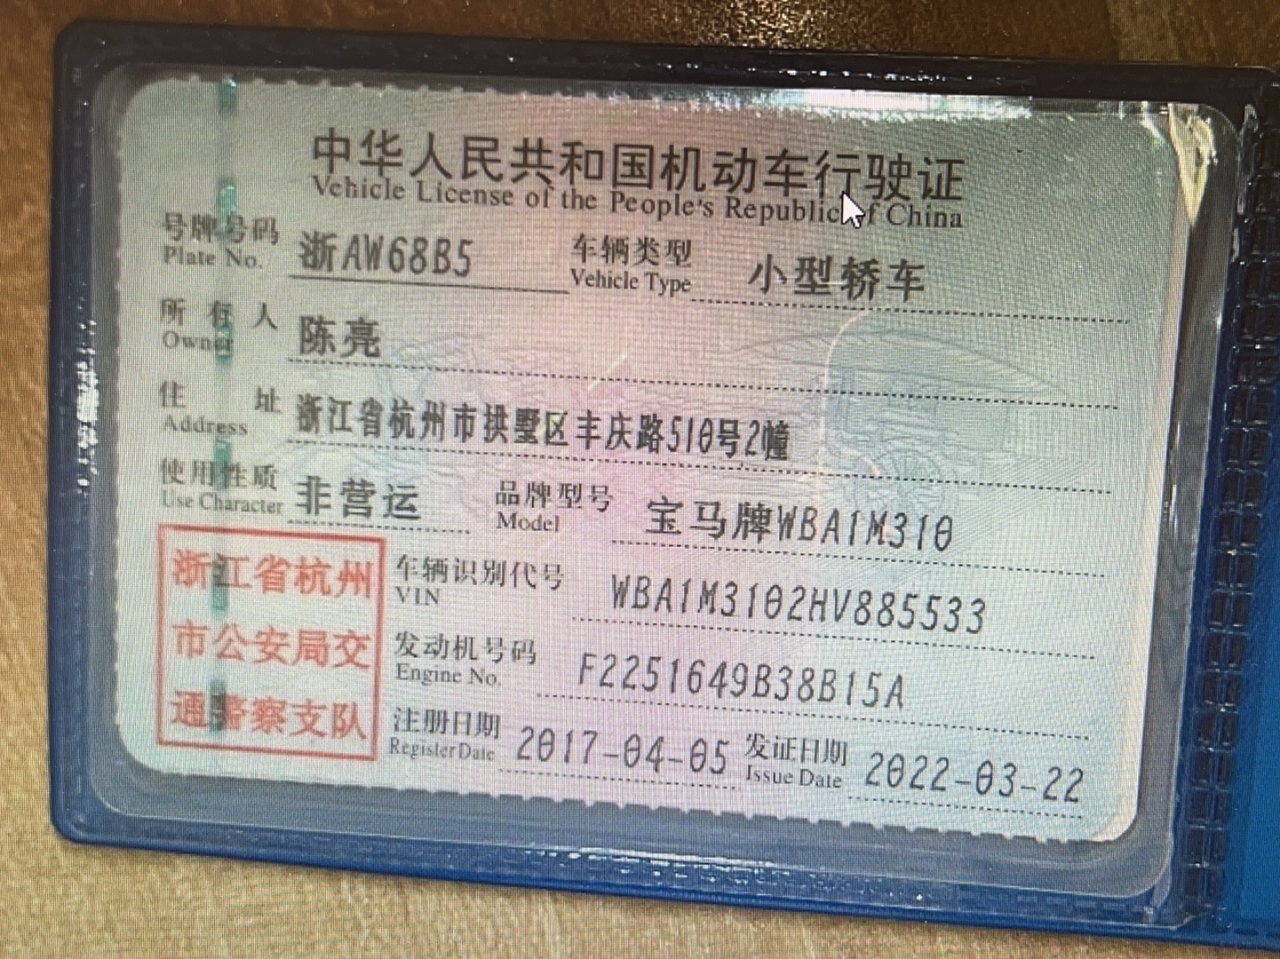 中华人民共和国机动车行驶证
Vehicle License of the People's Republic of China
号牌号码 浙AW68B5 车辆类型 小型轿车
Plate No. Vehicle Type
所有人 陈亮
Owner
住址 浙江省杭州市拱墅区丰庆路510号2幢
Address
使用性质 非营运 品牌型号 宝马牌WBA1M310
Use Character Model
浙江省杭州
市公安局交
通警察支队
车辆识别代号 WBA1M3102HV885533
VIN
发动机号码 F2251649B38B15A
Engine No.
注册日期 2017-04-05 发证日期 2022-03-22
Register Date Issue Date